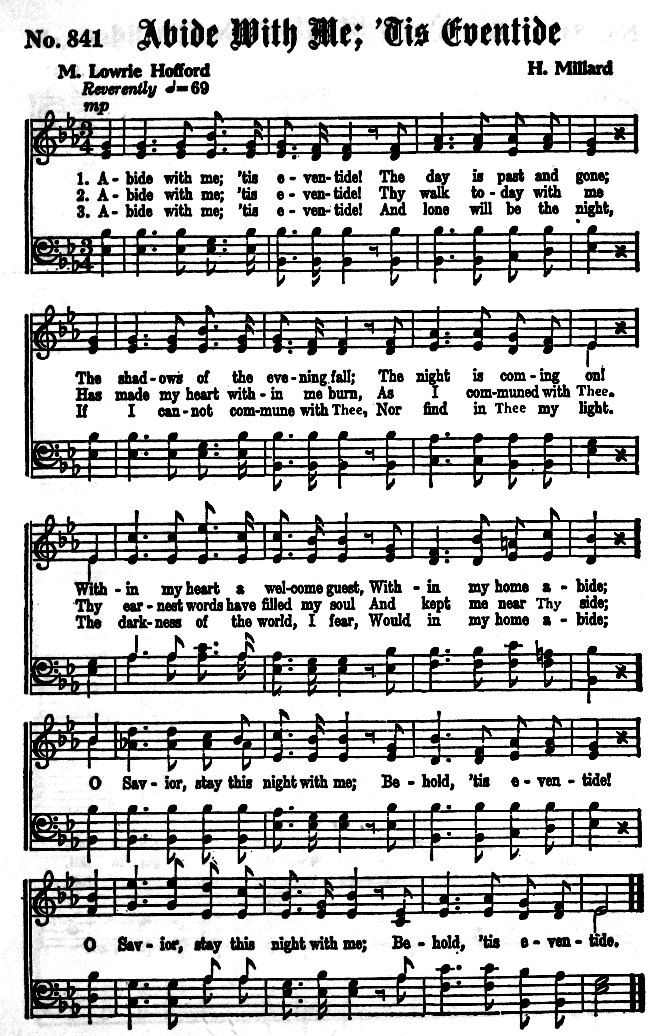 No. 841 Abide With Me; 'Tis Eventide
M. Lowrie Hofford H. Millard
Reverently ♩=69
mp
3 4
1. A - bide with me; 'tis e - ven-tide! The day is past and gone;
2. A - bide with me; 'tis e - ven-tide! Thy walk to - day with me
3. A - bide with me; 'tis e - ven-tide! And lone will be the night,
3 4
The shad - ows of the eve - ning fall; The night is com - ing on!
Has made my heart with - in me burn, As I com-muned with Thee.
If I can - not com-mune with Thee, Nor find in Thee my light.
With - in my heart a wel-come guest, With - in my home a - bide;
Thy ear - nest words have filled my soul And kept me near Thy side;
The dark-ness of the world, I fear, Would in my home a - bide;
O Sav - ior, stay this night with me; Be - hold, 'tis e - ven - tide!
O Sav - ior, stay this night with me; Be - hold, 'tis e - ven - tide.